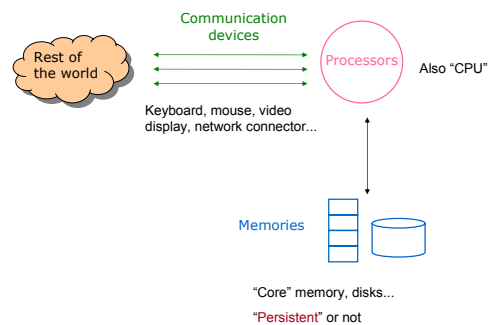 Communication
devices
Rest of
the world
Processors
Also “CPU”
Keyboard, mouse, video
display, network connector...
Memories
“Core” memory, disks...
“Persistent” or not